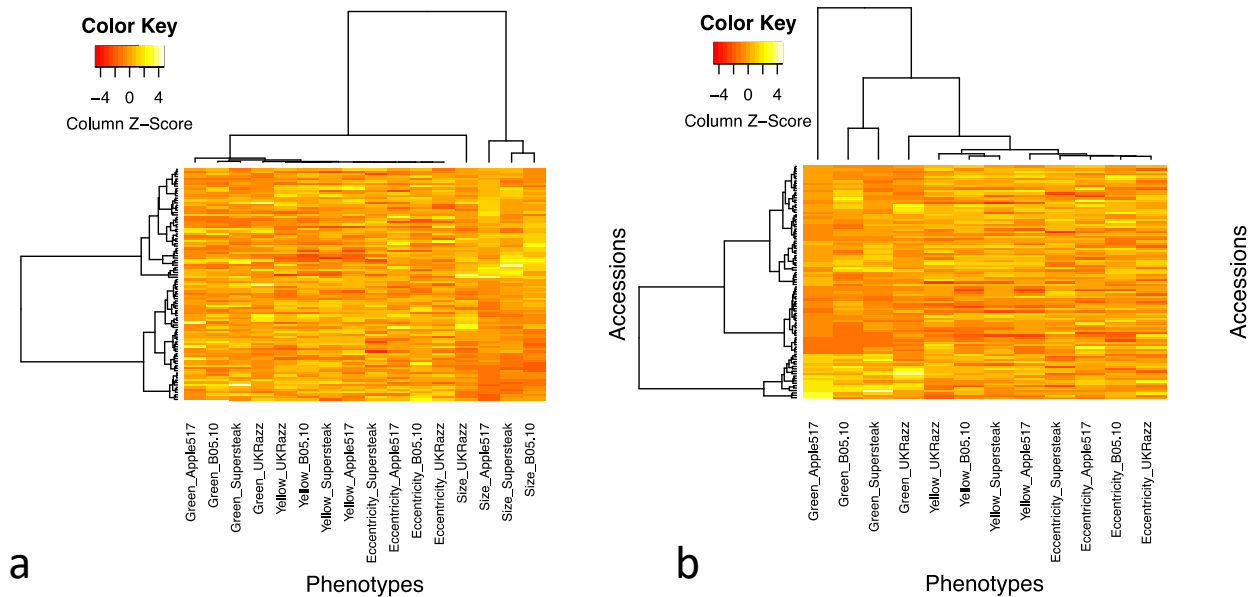 Color Key
−4 0 4
Column Z−Score
Green_Apple517
Green_B05.10
Green_Supersteak
Green_UKRazz
Yellow_UKRazz
Yellow_B05.10
Yellow_Supersteak
Yellow_Apple517
Eccentricity_Supersteak
Eccentricity_Apple517
Eccentricity_B05.10
Eccentricity_UKRazz
Size_UKRazz
Size_Apple517
Size_Supersteak
Size_B05.10
Accessions
Phenotypes
a
Color Key
−4 0 4
Column Z−Score
Green_Apple517
Green_B05.10
Green_Supersteak
Green_UKRazz
Yellow_UKRazz
Yellow_B05.10
Yellow_Supersteak
Yellow_Apple517
Eccentricity_Supersteak
Eccentricity_Apple517
Eccentricity_B05.10
Eccentricity_UKRazz
Accessions
Phenotypes
b